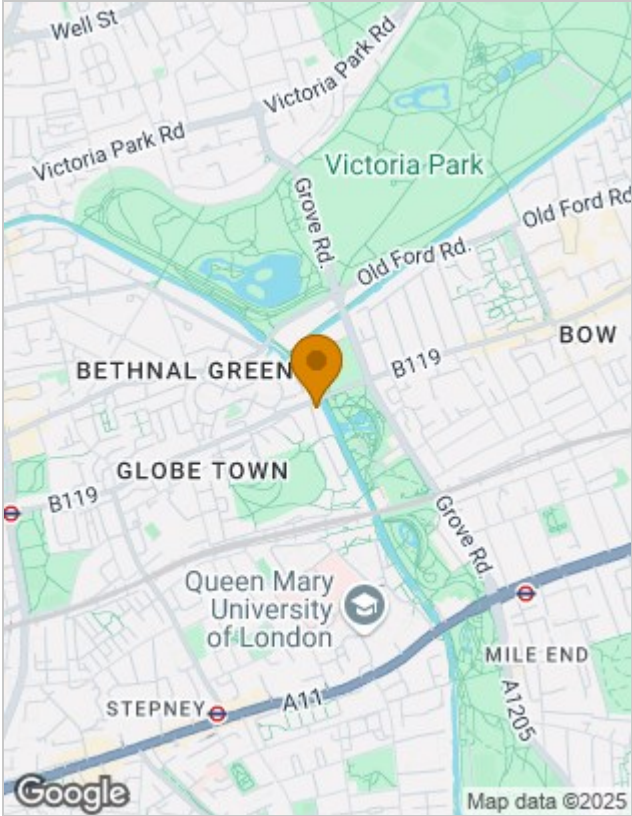 Well St
Victoria Park Rd
Victoria Park Rd
Victoria Park
Grove Rd.
Old Ford Rd
Old Ford Rd.
BOW
B119
BETHNAL GREEN
GLOBE TOWN
B119
Grove Rd.
Queen Mary
University
of London
MILE END
STEPNEY
A11
A1205
Google
Map data ©2025